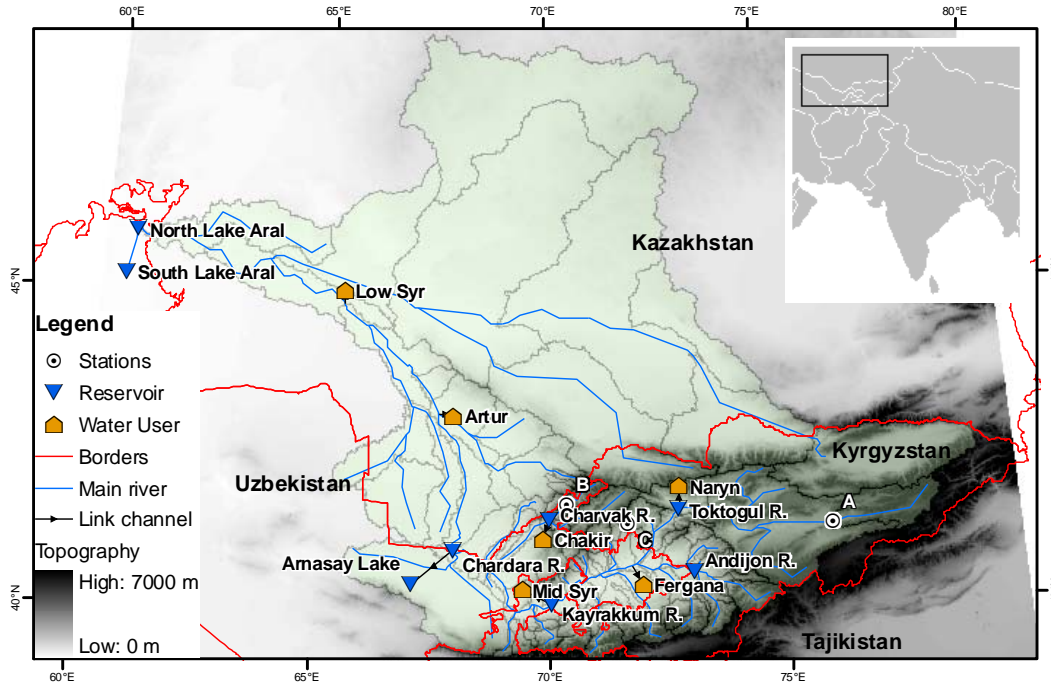 60°E
65°E
70°E
75°E
80°E
Kazakhstan
North Lake Aral
South Lake Aral
45°N
Low Syr
Legend
Stations
Reservoir
Water User
Borders
Main river
Link channel
Topography
High: 7000 m
Low: 0 m
Artur
Kyrgyzstan
Uzbekistan
B
Naryn
A
Charvak R.
Toktogul R.
Chakir
C
Amasay Lake
Chardara R.
Andijon R.
Mid Syr
Fergana
Kayrakkum R.
40°N
Tajikistan
60°E
65°E
70°E
75°E